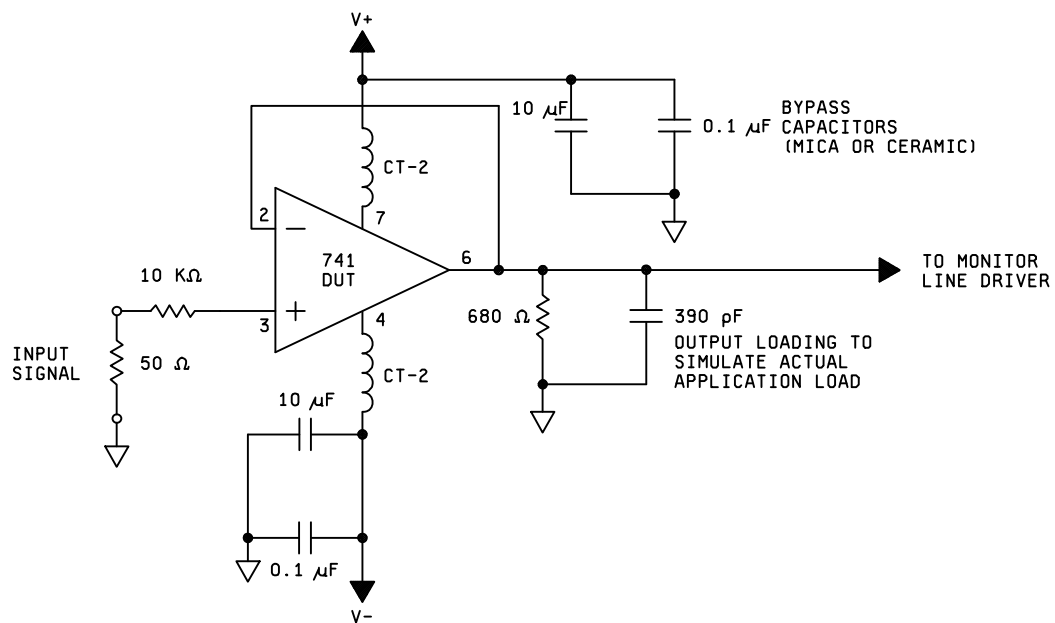 V+
10 μF
0.1 μF
BYPASS
CAPACITORS
(MICA OR CERAMIC)
CT-2
2
7
741
DUT
6
TO MONITOR
LINE DRIVER
10 KΩ
3
4
680 Ω
390 pF
OUTPUT LOADING TO
SIMULATE ACTUAL
APPLICATION LOAD
INPUT
SIGNAL
50 Ω
CT-2
10 μF
0.1 μF
V-